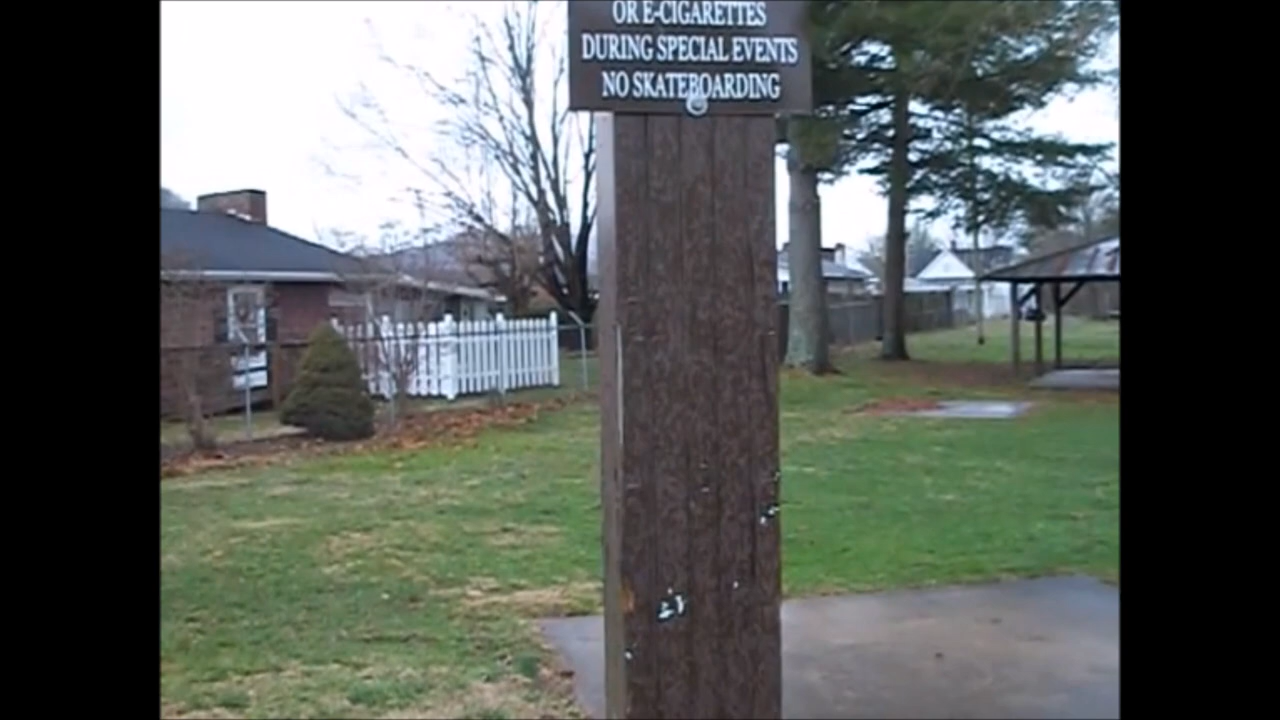 OR E-CIGARETTES
DURING SPECIAL EVENTS
NO SKATEBOARDING